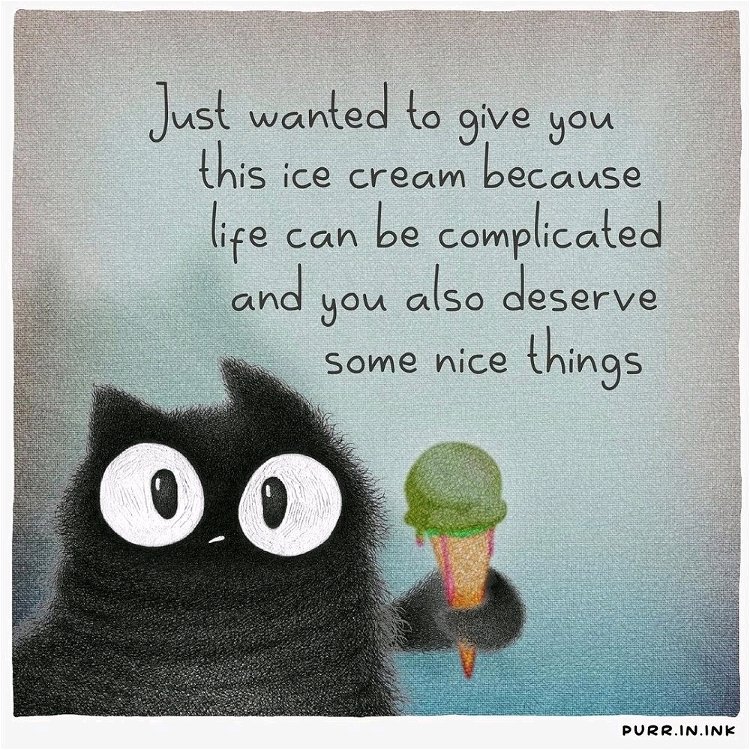 Just wanted to give you
this ice cream because
life can be complicated
and you also deserve
some nice things
PURR.IN.INK